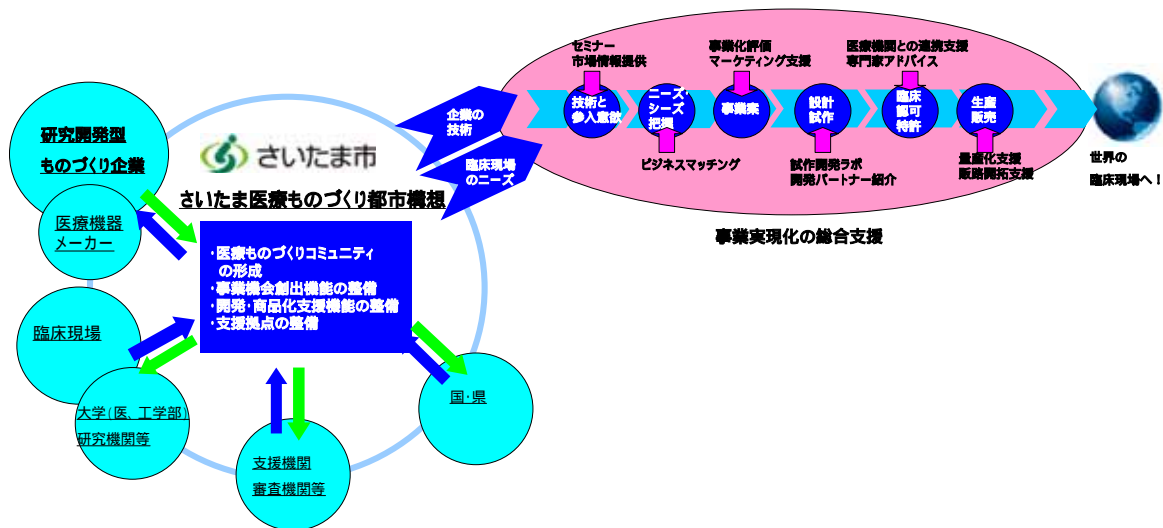 研究開発型
ものづくり企業
医療機器
メーカー
臨床現場
大学(医、工学部)
研究機関等
支援機関
審査機関等
国・県
さいたま市
さいたま医療ものづくり都市構想
・医療ものづくりコミュニティ
の形成
・事業機会創出機能の整備
・開発・商品化支援機能の整備
・支援拠点の整備
企業の
技術
臨床現場
のニーズ
セミナー
市場情報提供
事業化評価
マーケティング支援
医療機関との連携支援
専門家アドバイス
技術と
参入意欲
ニーズ・
シーズ
把握
事業案
設計
試作
臨床
認可
特許
生産
販売
ビジネスマッチング
試作開発ラボ
開発パートナー紹介
量産化支援
販路開拓支援
事業実現化の総合支援
世界の
臨床現場へ！